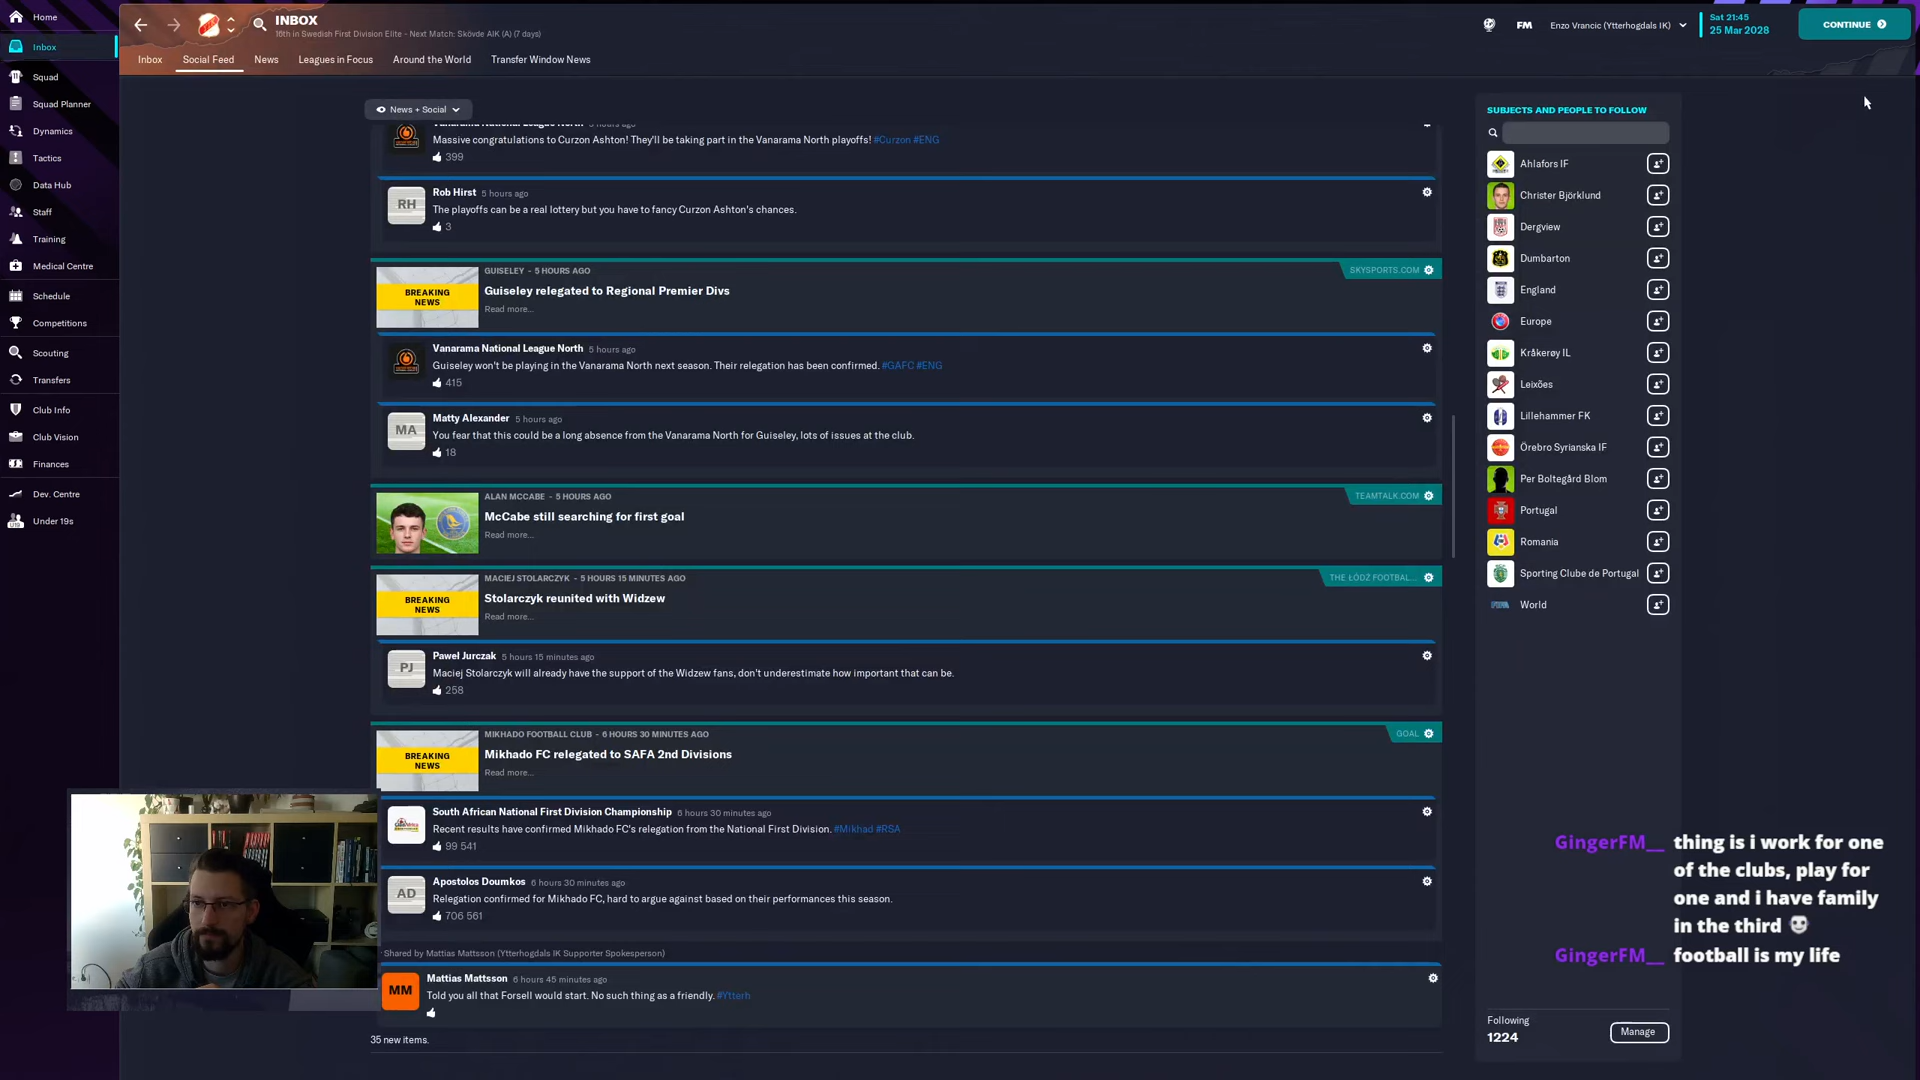 Home
Inbox
Squad
Squad Planner
Dynamics
Tactics
Data Hub
Staff
Training
Medical Centre
Schedule
Competitions
Scouting
Transfers
Club Info
Club Vision
Finances
Dev. Centre
Under 19s
INBOX
16th in Swedish First Division Elite - Next Match: Skövde AIK (A) (7 days)
FM
Enzo Vrancic (Ytterhogdals IK)
Sat 21:45
25 Mar 2028
CONTINUE
Inbox
Social Feed
News
Leagues in Focus
Around the World
Transfer Window News
News + Social
Vanarama National League North 5 hours ago
Massive congratulations to Curzon Ashton! They'll be taking part in the Vanarama North playoffs! #Curzon #ENG
399
RH
Rob Hirst 5 hours ago
The playoffs can be a real lottery but you have to fancy Curzon Ashton's chances.
3
BREAKING NEWS
GUISELEY - 5 HOURS AGO
SKYSPORTS.COM
Guiseley relegated to Regional Premier Divs
Read more...
Vanarama National League North 5 hours ago
Guiseley won't be playing in the Vanarama North next season. Their relegation has been confirmed. #GAFC #ENG
415
MA
Matty Alexander 5 hours ago
You fear that this could be a long absence from the Vanarama North for Guiseley, lots of issues at the club.
18
ALAN MCCABE - 5 HOURS AGO
TEAMTALK.COM
McCabe still searching for first goal
Read more...
BREAKING NEWS
MACIEJ STOLARCZYK - 5 HOURS 15 MINUTES AGO
THE ŁÓDŹ FOOTBAL...
Stolarczyk reunited with Widzew
Read more...
PJ
Paweł Jurczak 5 hours 15 minutes ago
Maciej Stolarczyk will already have the support of the Widzew fans, don't underestimate how important that can be.
258
BREAKING NEWS
MIKHADO FOOTBALL CLUB - 6 HOURS 30 MINUTES AGO
GOAL
Mikhado FC relegated to SAFA 2nd Divisions
Read more...
South African National First Division Championship 6 hours 30 minutes ago
Recent results have confirmed Mikhado FC's relegation from the National First Division. #Mikhad #RSA
99 541
AD
Apostolos Doumkos 6 hours 30 minutes ago
Relegation confirmed for Mikhado FC, hard to argue against based on their performances this season.
706 561
Shared by Mattias Mattsson (Ytterhogdals IK Supporter Spokesperson)
MM
Mattias Mattsson 6 hours 45 minutes ago
Told you all that Forsell would start. No such thing as a friendly. #Ytterh
35 new items.
SUBJECTS AND PEOPLE TO FOLLOW
Ahlafors IF
Christer Björklund
Dergview
Dumbarton
England
Europe
Kråkerøy IL
Leixões
Lillehammer FK
Örebro Syrianska IF
Per Boltegård Blom
Portugal
Romania
Sporting Clube de Portugal
World
GingerFM__ thing is i work for one
of the clubs, play for
one and i have family
in the third
GingerFM__ football is my life
Following
1224
Manage